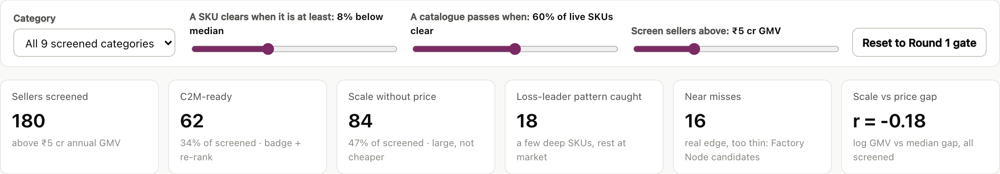 Category
All 9 screened categories
A SKU clears when it is at least: 8% below
median
A catalogue passes when: 60% of live SKUs
clear
Screen sellers above: ₹5 cr GMV
Reset to Round 1 gate
Sellers screened
180
above ₹5 cr annual GMV
C2M-ready
62
34% of screened · badge +
re-rank
Scale without price
84
47% of screened · large, not
cheaper
Loss-leader pattern caught
18
a few deep SKUs, rest at
market
Near misses
16
real edge, too thin: Factory
Node candidates
Scale vs price gap
r = -0.18
log GMV vs median gap, all
screened